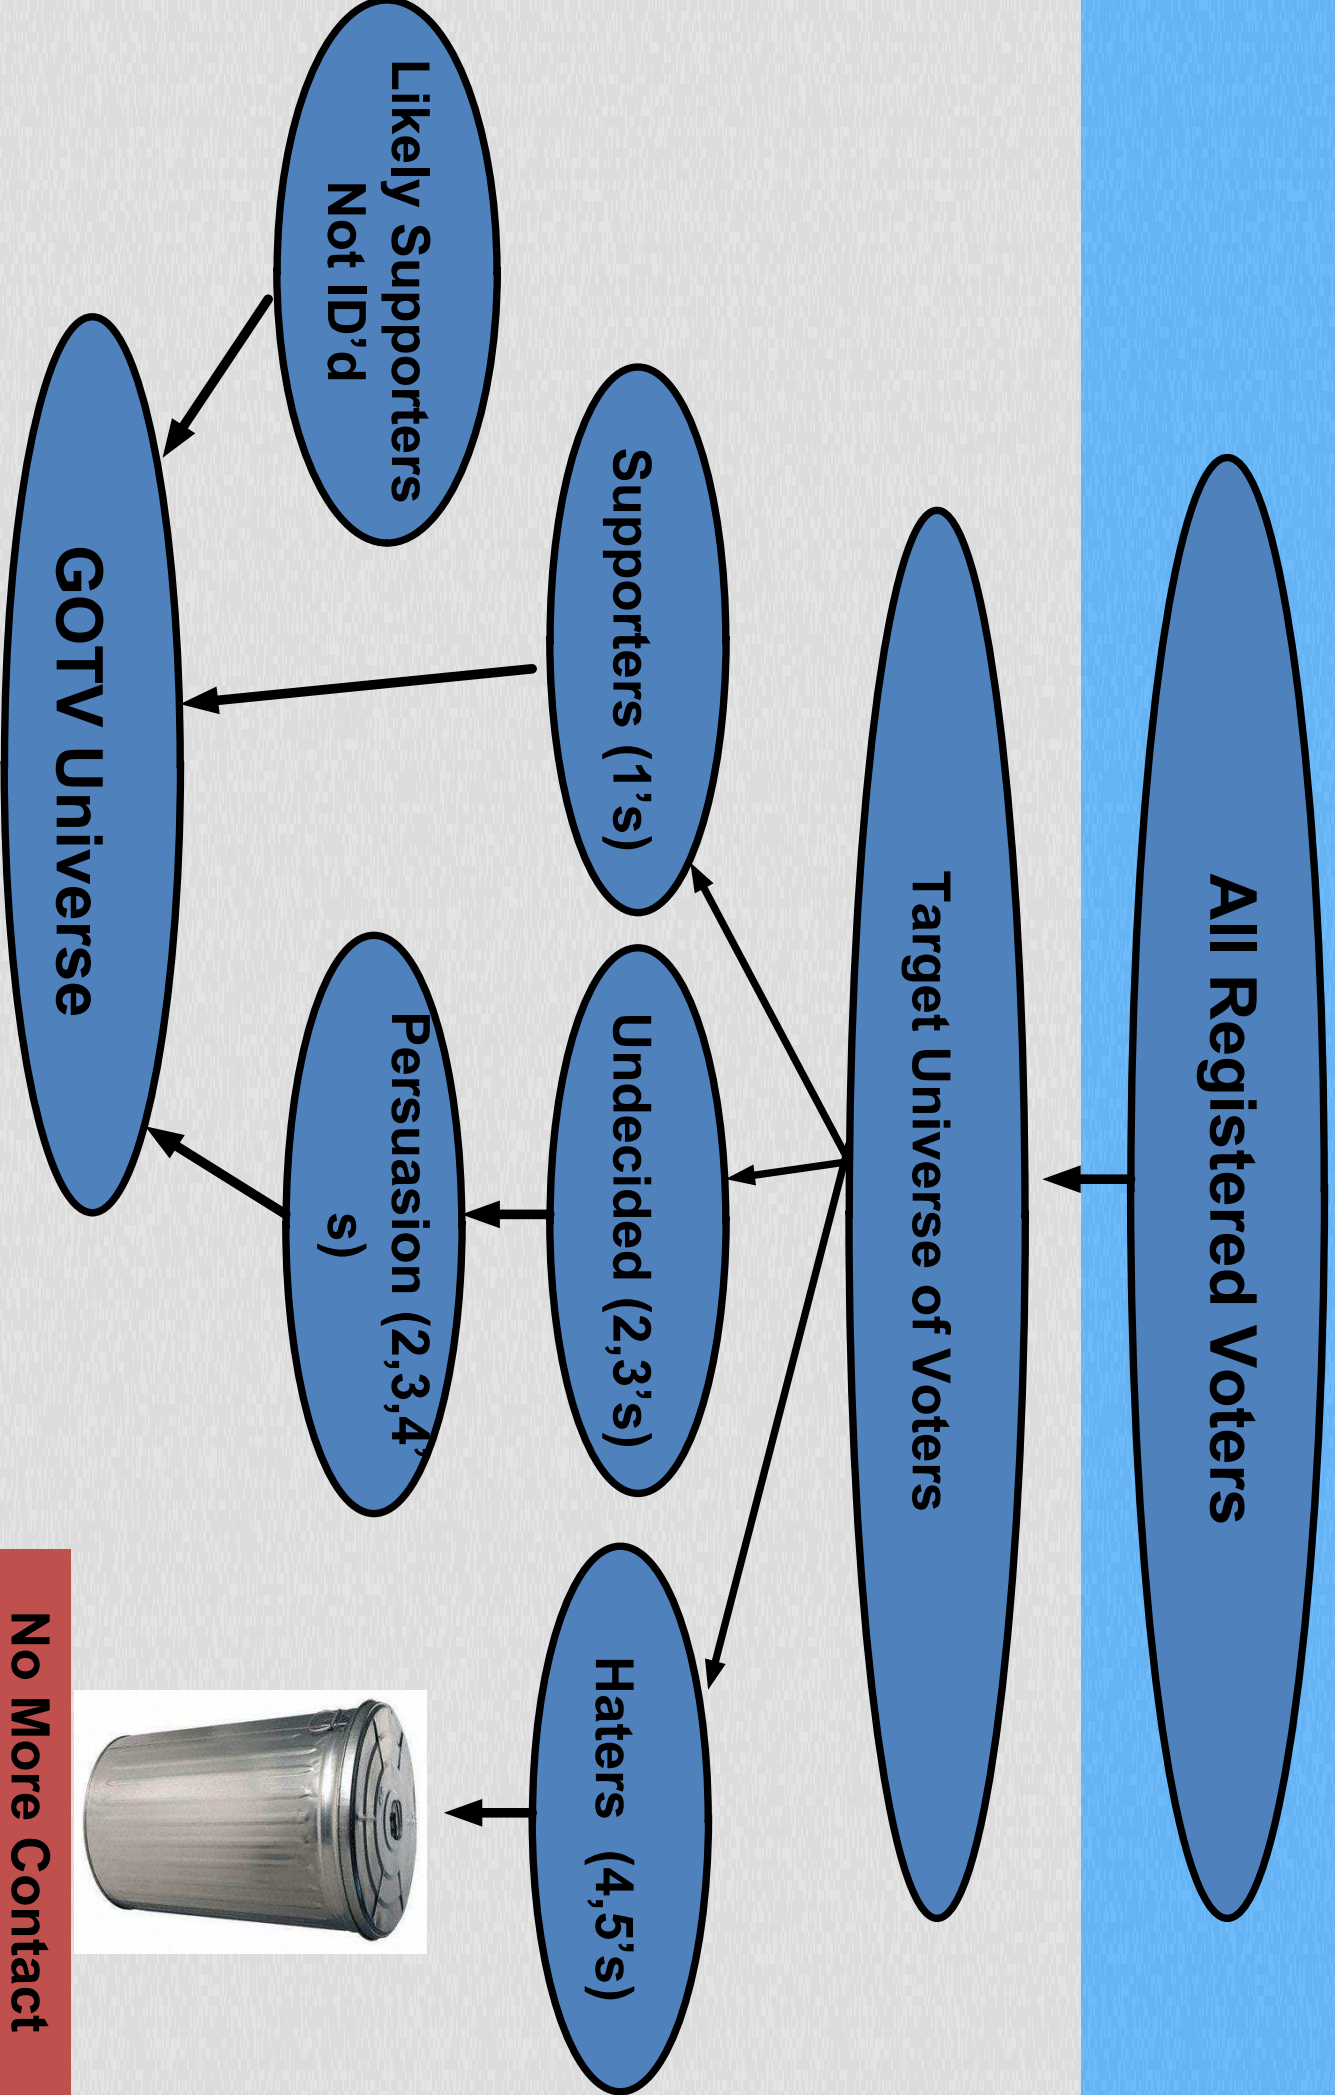 All Registered Voters
Target Universe of Voters
Supporters (1’s)
Undecided (2,3’s)
Haters (4,5’s)
Likely Supporters
Not ID’d
Persuasion (2,3,4’
s)
GOTV Universe
No More Contact